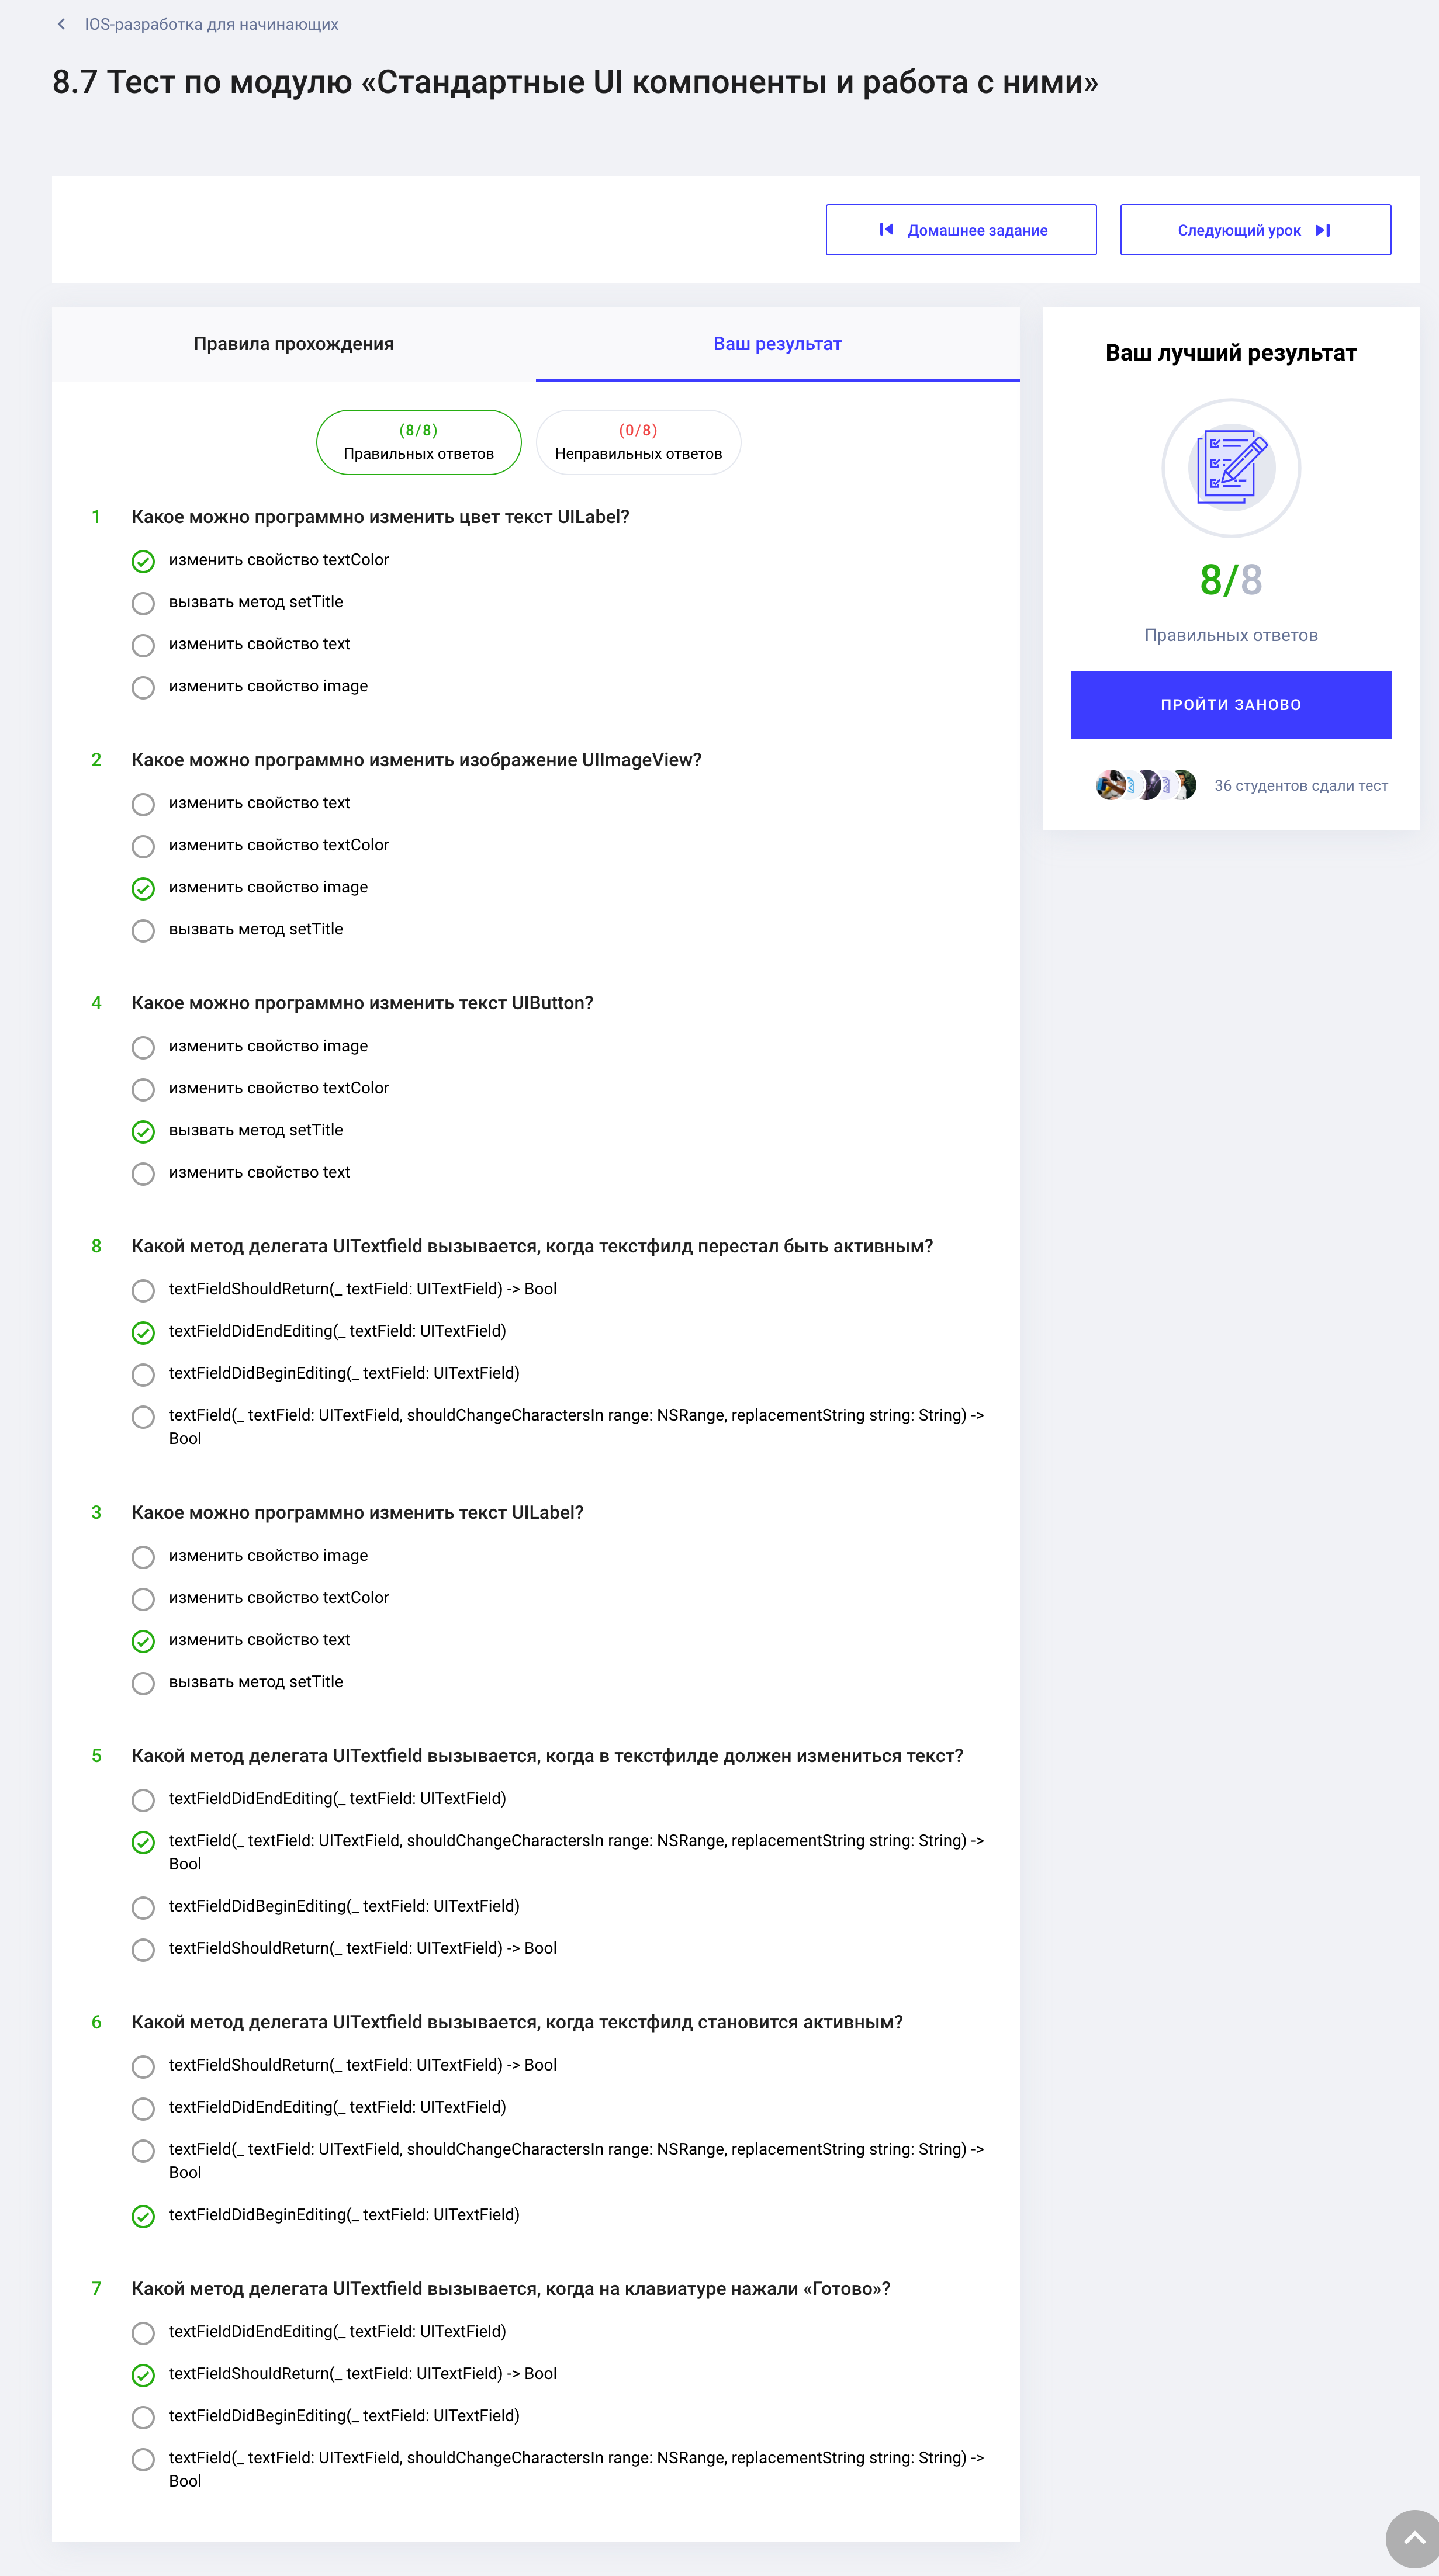 IOS-разработка для начинающих
8.7 Тест по модулю «Стандартные UI компоненты и работа с ними»
Домашнее задание
Следующий урок
Правила прохождения
Ваш результат
(8/8)
Правильных ответов
(0/8)
Неправильных ответов
1 Какое можно программно изменить цвет текст UILabel?
изменить свойство textColor
вызвать метод setTitle
изменить свойство text
изменить свойство image
2 Какое можно программно изменить изображение UIImageView?
изменить свойство text
изменить свойство textColor
изменить свойство image
вызвать метод setTitle
4 Какое можно программно изменить текст UIButton?
изменить свойство image
изменить свойство textColor
вызвать метод setTitle
изменить свойство text
8 Какой метод делегата UITextfield вызывается, когда текстфилд перестал быть активным?
textFieldShouldReturn(_ textField: UITextField) -> Bool
textFieldDidEndEditing(_ textField: UITextField)
textFieldDidBeginEditing(_ textField: UITextField)
textField(_ textField: UITextField, shouldChangeCharactersIn range: NSRange, replacementString string: String) ->
Bool
3 Какое можно программно изменить текст UILabel?
изменить свойство image
изменить свойство textColor
изменить свойство text
вызвать метод setTitle
5 Какой метод делегата UITextfield вызывается, когда в текстфилде должен измениться текст?
textFieldDidEndEditing(_ textField: UITextField)
textField(_ textField: UITextField, shouldChangeCharactersIn range: NSRange, replacementString string: String) ->
Bool
textFieldDidBeginEditing(_ textField: UITextField)
textFieldShouldReturn(_ textField: UITextField) -> Bool
6 Какой метод делегата UITextfield вызывается, когда текстфилд становится активным?
textFieldShouldReturn(_ textField: UITextField) -> Bool
textFieldDidEndEditing(_ textField: UITextField)
textField(_ textField: UITextField, shouldChangeCharactersIn range: NSRange, replacementString string: String) ->
Bool
textFieldDidBeginEditing(_ textField: UITextField)
7 Какой метод делегата UITextfield вызывается, когда на клавиатуре нажали «Готово»?
textFieldDidEndEditing(_ textField: UITextField)
textFieldShouldReturn(_ textField: UITextField) -> Bool
textFieldDidBeginEditing(_ textField: UITextField)
textField(_ textField: UITextField, shouldChangeCharactersIn range: NSRange, replacementString string: String) ->
Bool
Ваш лучший результат
8/8
Правильных ответов
ПРОЙТИ ЗАНОВО
36 студентов сдали тест